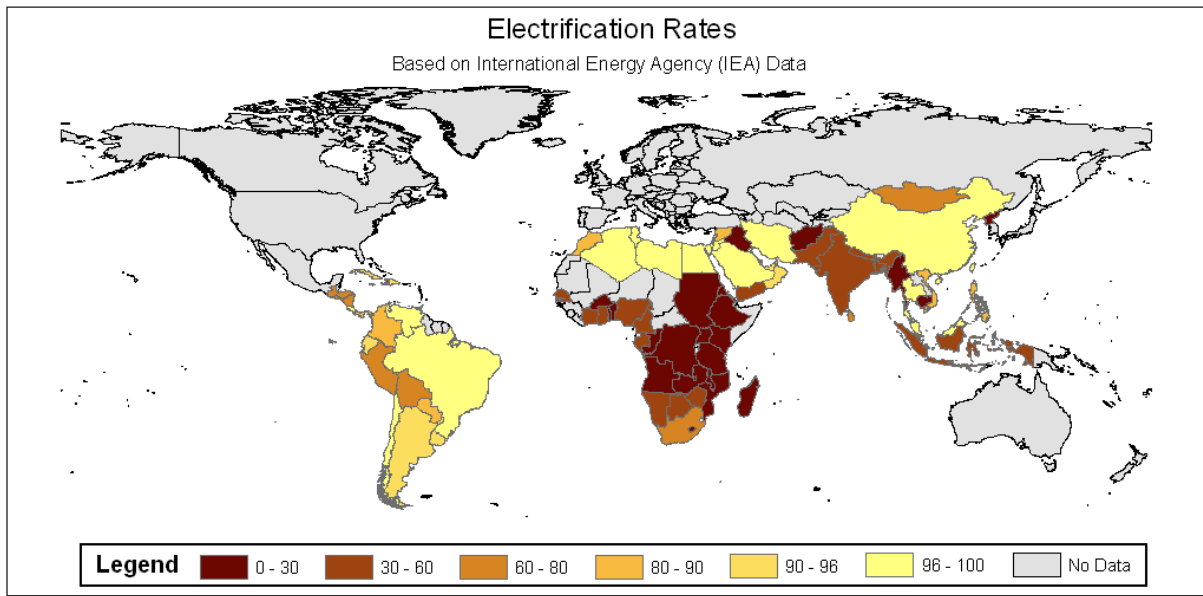 Electrification Rates
Based on International Energy Agency (IEA) Data
Legend 0 - 30 30 - 60 60 - 80 80 - 90 90 - 96 96 - 100 No Data